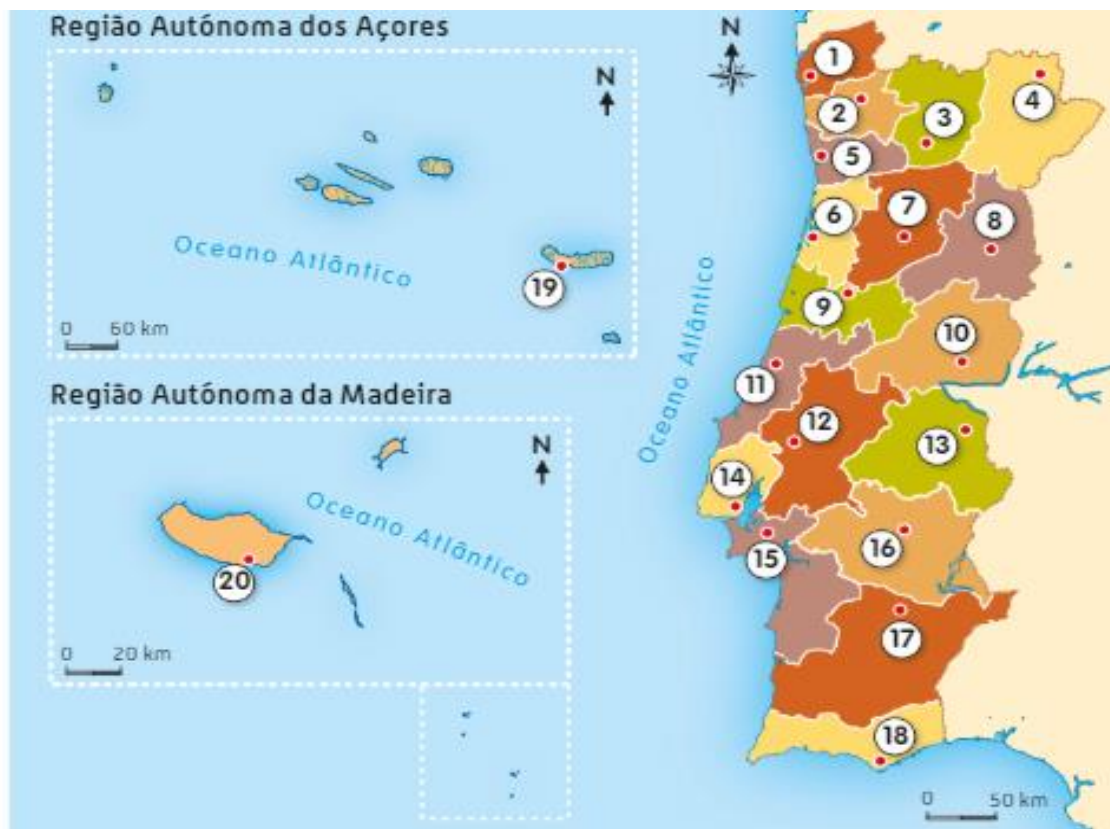 Região Autónoma dos Açores
N
N
1
2
3
4
5
6
7
8
Oceano Atlântico
19
9
0 60 km
Oceano Atlântico
10
Região Autónoma da Madeira
11
12
N
13
Oceano Atlântico
14
15
16
20
17
0 20 km
18
0 50 km